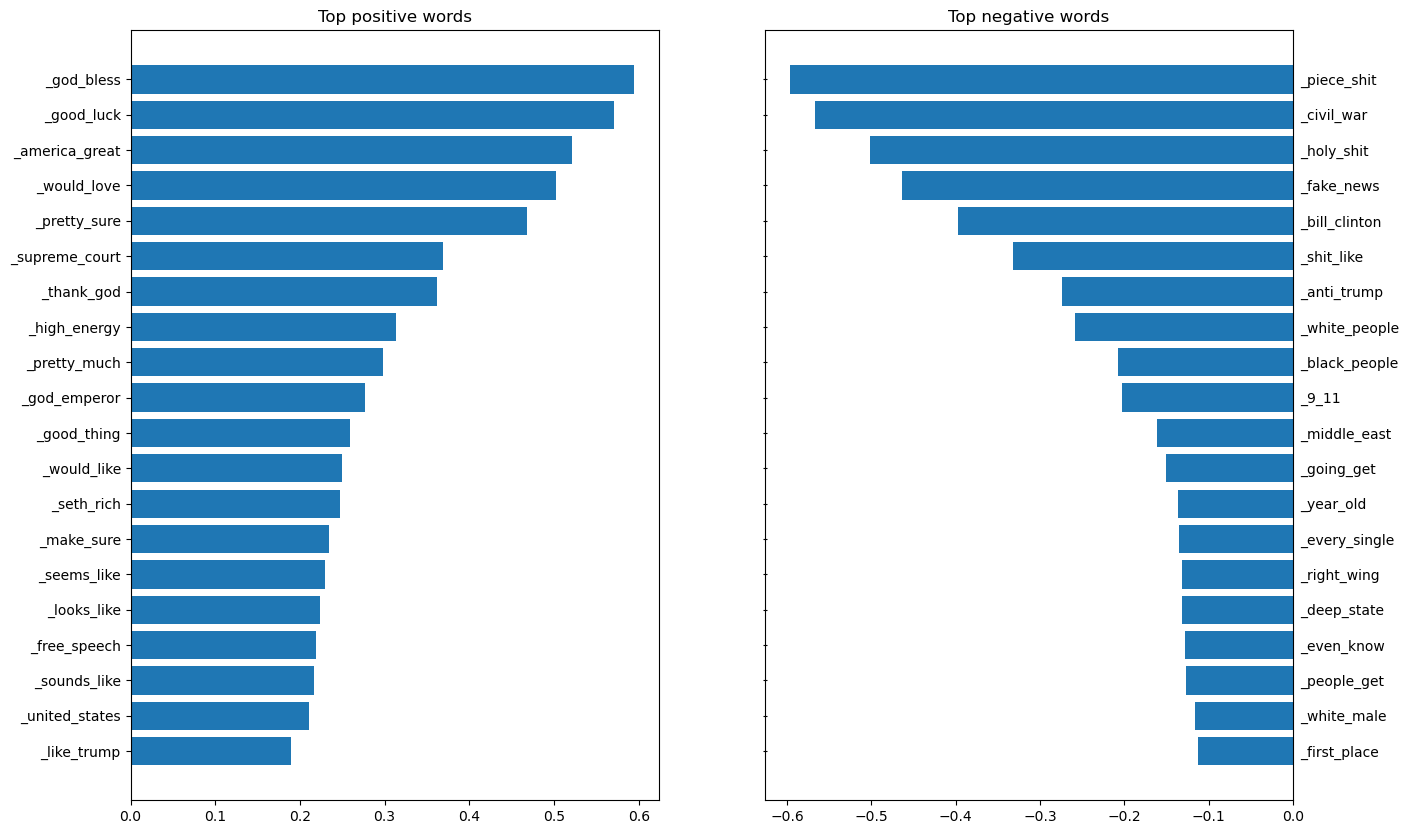 Top positive words
_god_bless
_good_luck
_america_great
_would_love
_pretty_sure
_supreme_court
_thank_god
_high_energy
_pretty_much
_god_emperor
_good_thing
_would_like
_seth_rich
_make_sure
_seems_like
_looks_like
_free_speech
_sounds_like
_united_states
_like_trump
0.0 0.1 0.2 0.3 0.4 0.5 0.6
Top negative words
_piece_shit
_civil_war
_holy_shit
_fake_news
_bill_clinton
_shit_like
_anti_trump
_white_people
_black_people
_9_11
_middle_east
_going_get
_year_old
_every_single
_right_wing
_deep_state
_even_know
_people_get
_white_male
_first_place
−0.6 −0.5 −0.4 −0.3 −0.2 −0.1 0.0